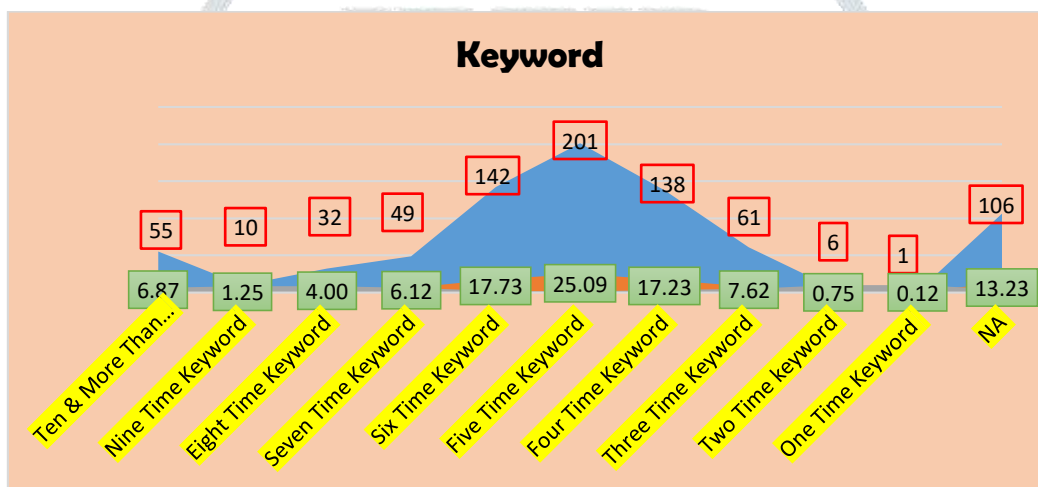 Keyword
55
10
32
49
142
201
138
61
6
1
106
6.87
1.25
4.00
6.12
17.73
25.09
17.23
7.62
0.75
0.12
13.23
Ten & More Than...
Nine Time Keyword
Eight Time Keyword
Seven Time Keyword
Six Time Keyword
Five Time Keyword
Four Time Keyword
Three Time Keyword
Two Time keyword
One Time Keyword
NA